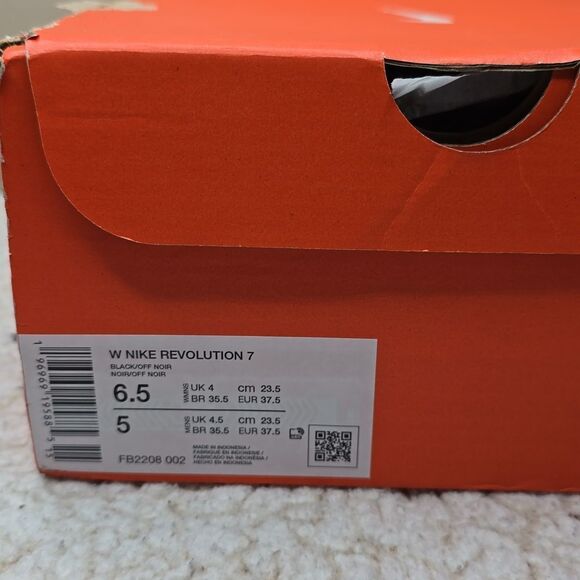 W NIKE REVOLUTION 7
BLACK/OFF NOIR
NOIR/OFF NOIR
6.5 WMNS UK 4 cm 23.5
BR 35.5 EUR 37.5
5 MENS UK 4.5 cm 23.5
BR 35.5 EUR 37.5
FB2208 002
MADE IN INDONESIA /
FABRIQUÉ EN INDONÉSIE /
FABRICADO NA INDONÉSIA /
HECHO EN INDONESIA